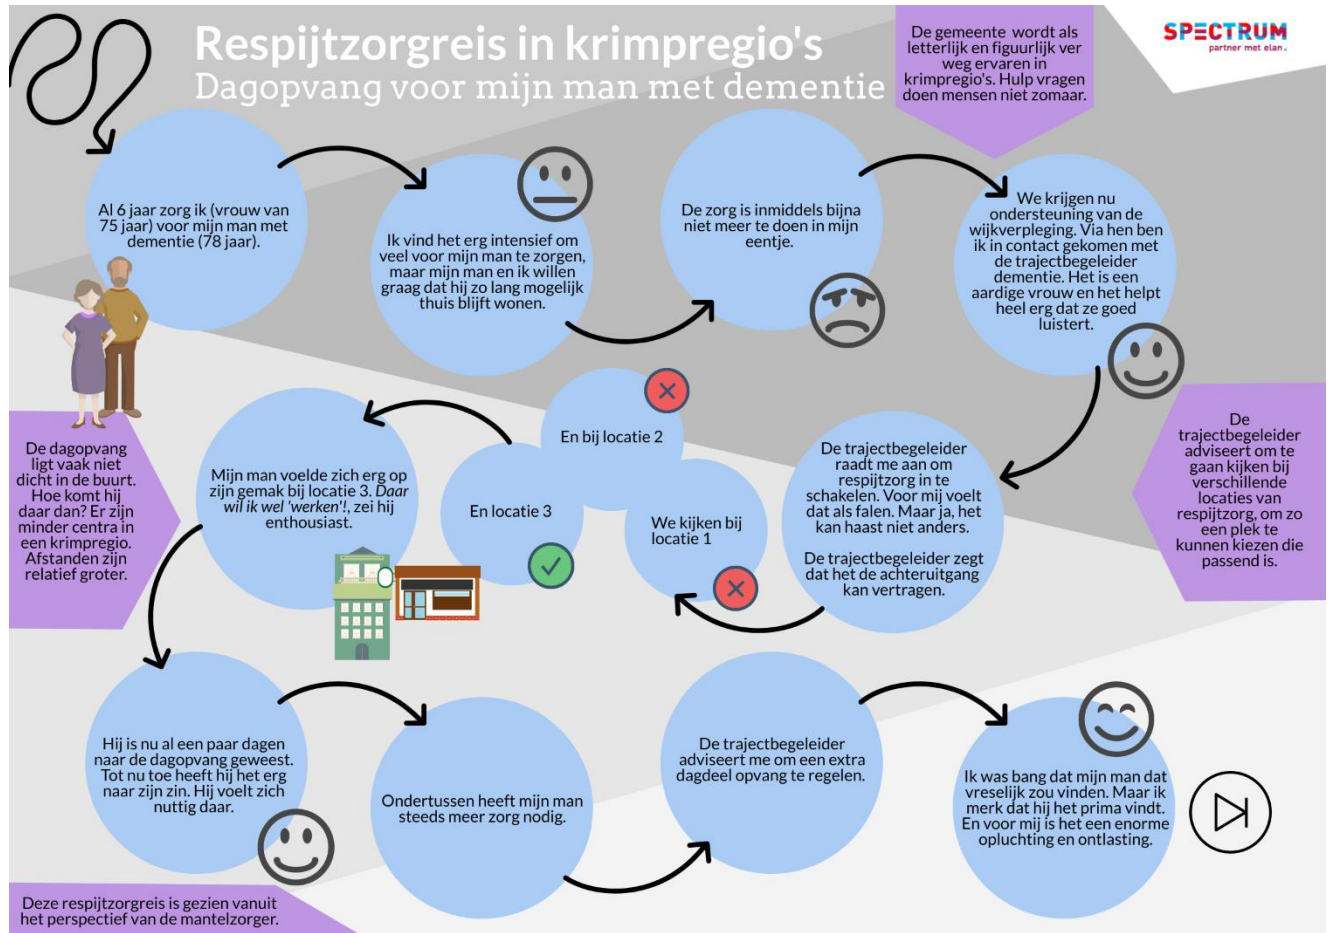 Respijtzorgreis in krimpregio's
Dagopvang voor mijn man met dementie
De gemeente wordt als
letterlijk en figuurlijk ver
weg ervaren in
krimpregio's. Hulp vragen
doen mensen niet zomaar.
SPECTRUM
partner met elan.
Al 6 jaar zorg ik (vrouw van
75 jaar) voor mijn man met
dementie (78 jaar).
Ik vind het erg intensief om
veel voor mijn man te zorgen,
maar mijn man en ik willen
graag dat hij zo lang mogelijk
thuis blijft wonen.
De zorg is inmiddels bijna
niet meer te doen in mijn
eentje.
We krijgen nu
ondersteuning van de
wijkverpleging. Via hen ben
ik in contact gekomen met
de trajectbegeleider
dementie. Het is een
aardige vrouw en het helpt
heel erg dat ze goed
luistert.
De
trajectbegeleider
adviseert om te
gaan kijken bij
verschillende
locaties van
respijtzorg, om zo
een plek te
kunnen kiezen die
passend is.
De trajectbegeleider
raadt me aan om
respijtzorg in te
schakelen. Voor mij voelt
dat als falen. Maar ja, het
kan haast niet anders.
De trajectbegeleider zegt
dat het de achteruitgang
kan vertragen.
We kijken bij
locatie 1
En bij locatie 2
En locatie 3
Mijn man voelde zich erg op
zijn gemak bij locatie 3. Daar
wil ik wel 'werken'!, zei hij
enthousiast.
De dagopvang
ligt vaak niet
dicht in de buurt.
Hoe komt hij
daar dan? Er zijn
minder centra in
een krimpregio.
Afstanden zijn
relatief groter.
Hij is nu al een paar dagen
naar de dagopvang geweest.
Tot nu toe heeft hij het erg
naar zijn zin. Hij voelt zich
nuttig daar.
Ondertussen heeft mijn man
steeds meer zorg nodig.
De trajectbegeleider
adviseert me om een extra
dagdeel opvang te regelen.
Ik was bang dat mijn man dat
vreselijk zou vinden. Maar ik
merk dat hij het prima vindt.
En voor mij is het een enorme
opluchting en ontlasting.
Deze respijtzorgreis is gezien vanuit
het perspectief van de mantelzorger.